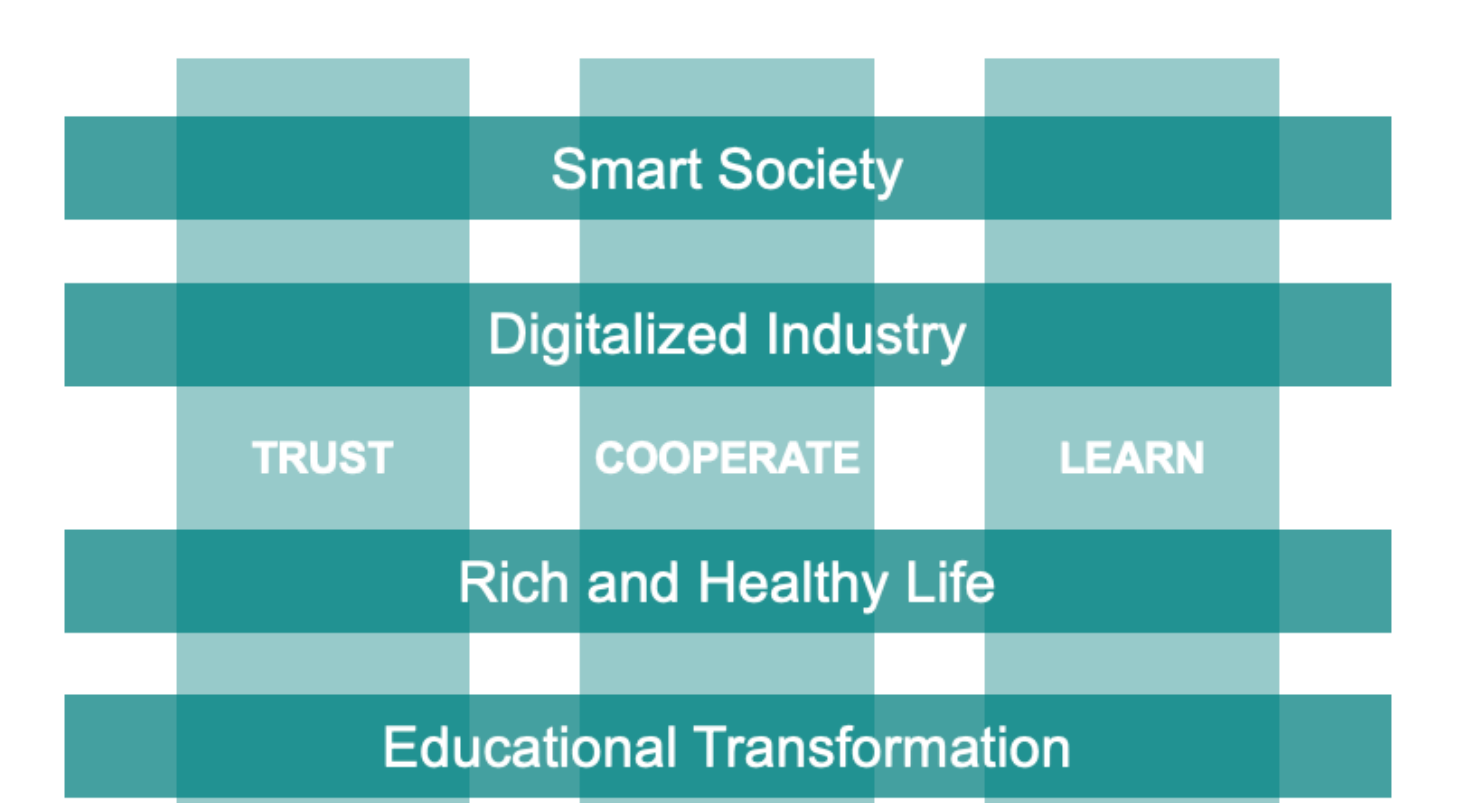 Smart Society
Digitalized Industry
TRUST COOPERATE LEARN
Rich and Healthy Life
Educational Transformation